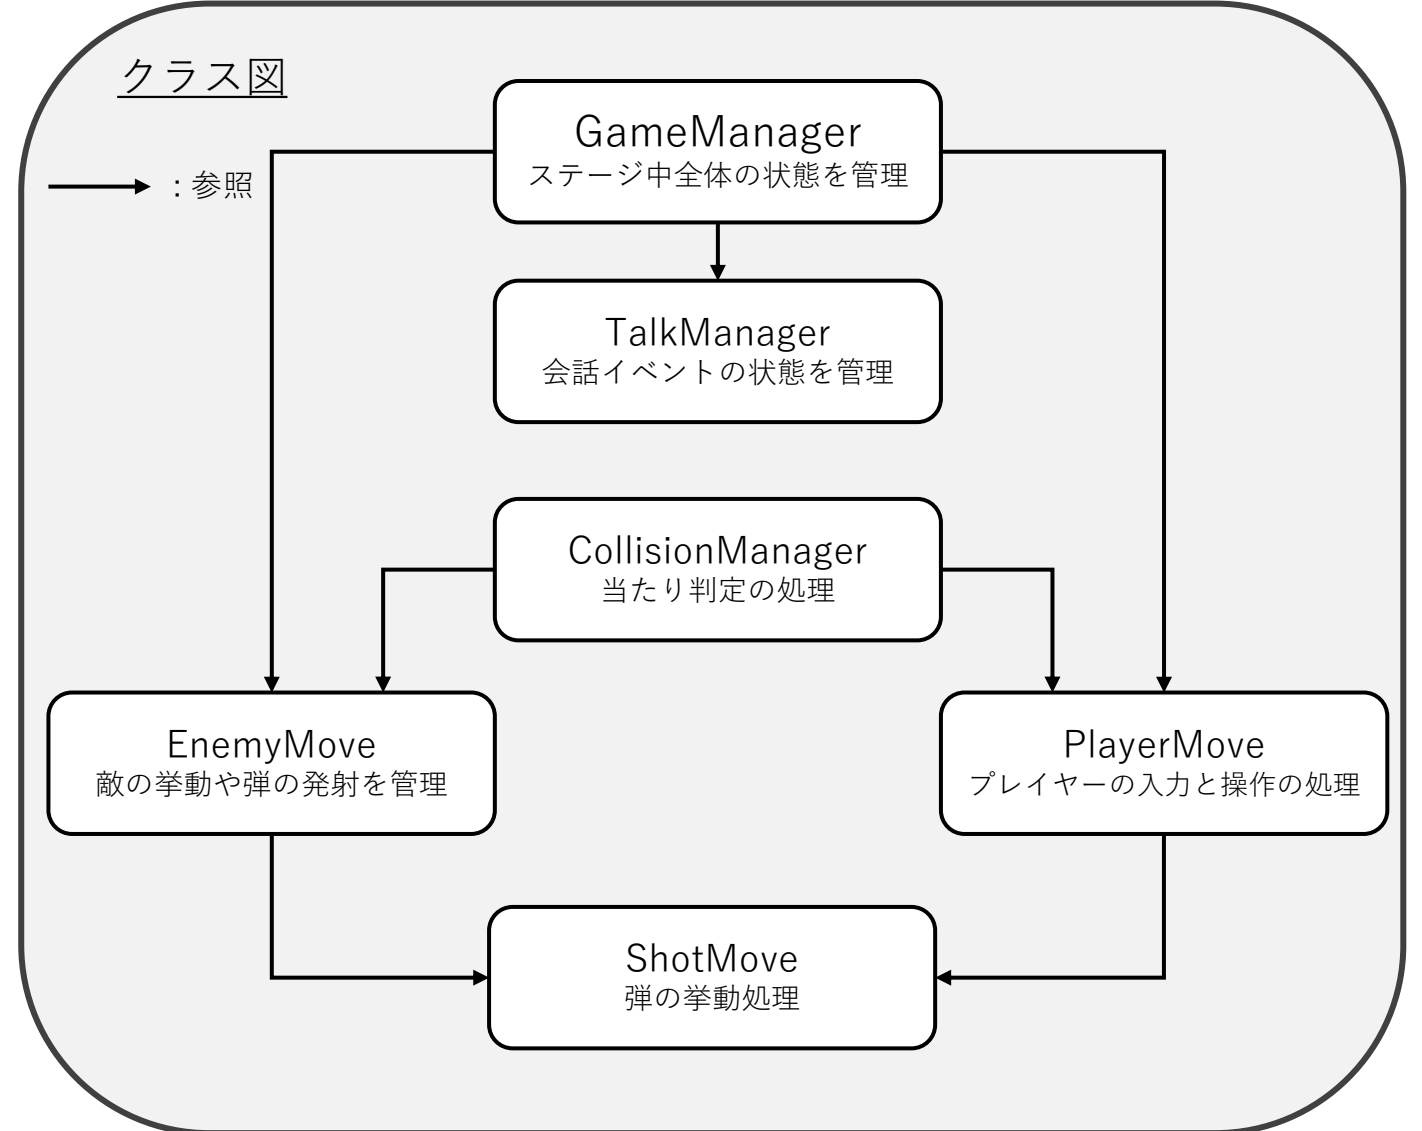 クラス図
:参照
GameManager
ステージ中全体の状態を管理
TalkManager
会話イベントの状態を管理
CollisionManager
当たり判定の処理
EnemyMove
敵の挙動や弾の発射を管理
PlayerMove
プレイヤーの入力と操作の処理
ShotMove
弾の挙動処理